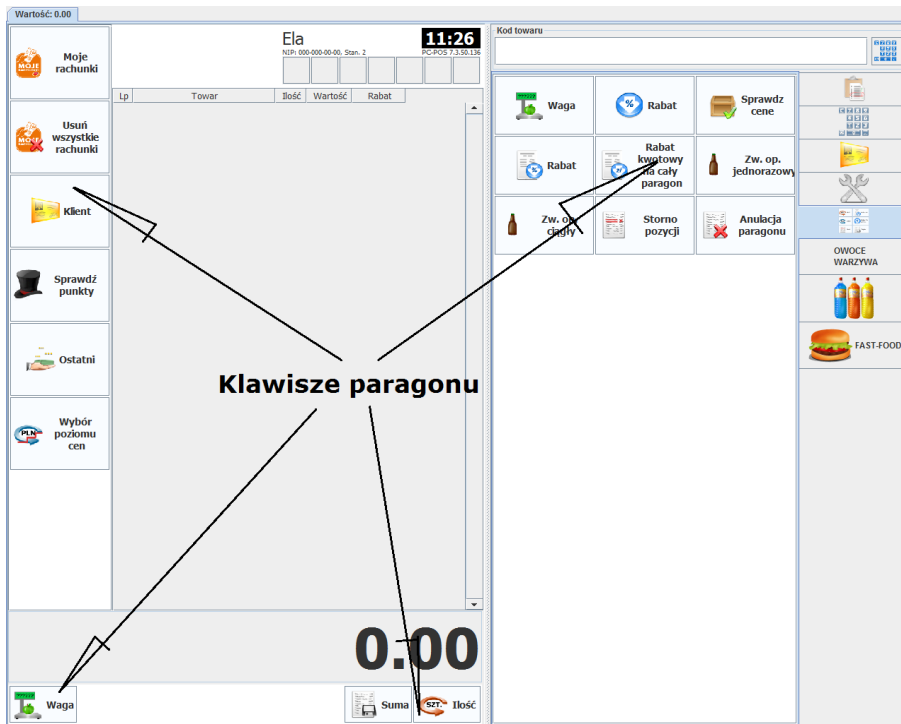 Wartość: 0.00
Moje
rachunki
Usuń
wszystkie
rachunki
Klient
Sprawdź
punkty
Ostatni
Wybór
poziomu
cen
Ela
11:26
NIP: 000-000-00-00, Stan. 2
PC-POS 7.3.50.136
Lp Towar Ilość Wartość Rabat
Klawisze paragonu
0.00
Waga
Suma
SZT. Ilość
Kod towaru
Waga
Rabat
Sprawdz
cene
Rabat
Rabat
kwotowy
na cały
paragon
Zw. op.
jednorazowy
Zw. op.
ciągły
Storno
pozycji
Anulacja
paragonu
OWOCE
WARZYWA
FAST-FOOD